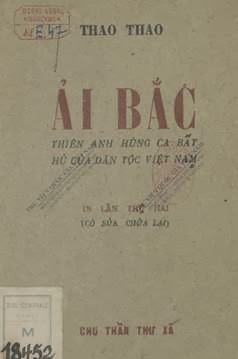 THAO THAO
ẢI BẮC
THIÊN ANH HÙNG CA BẤT
HỦ CỦA DÂN TỘC VIỆT NAM
IN LẦN THỨ HAI
(CÓ SỬA CHỮA LẠI)
M
CHU THẦN THƯ XÃ
18452